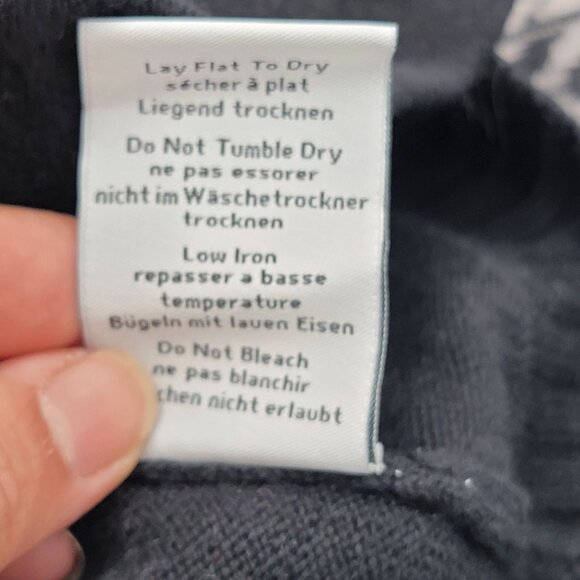 Lay Flat To Dry
sécher à plat
Liegend trocknen
Do Not Tumble Dry
ne pas essorer
nicht im Wäschetrockner
trocknen
Low Iron
repasser a basse
temperature
Bügeln mit lauen Eisen
Do Not Bleach
ne pas blanchir
chen nicht erlaubt